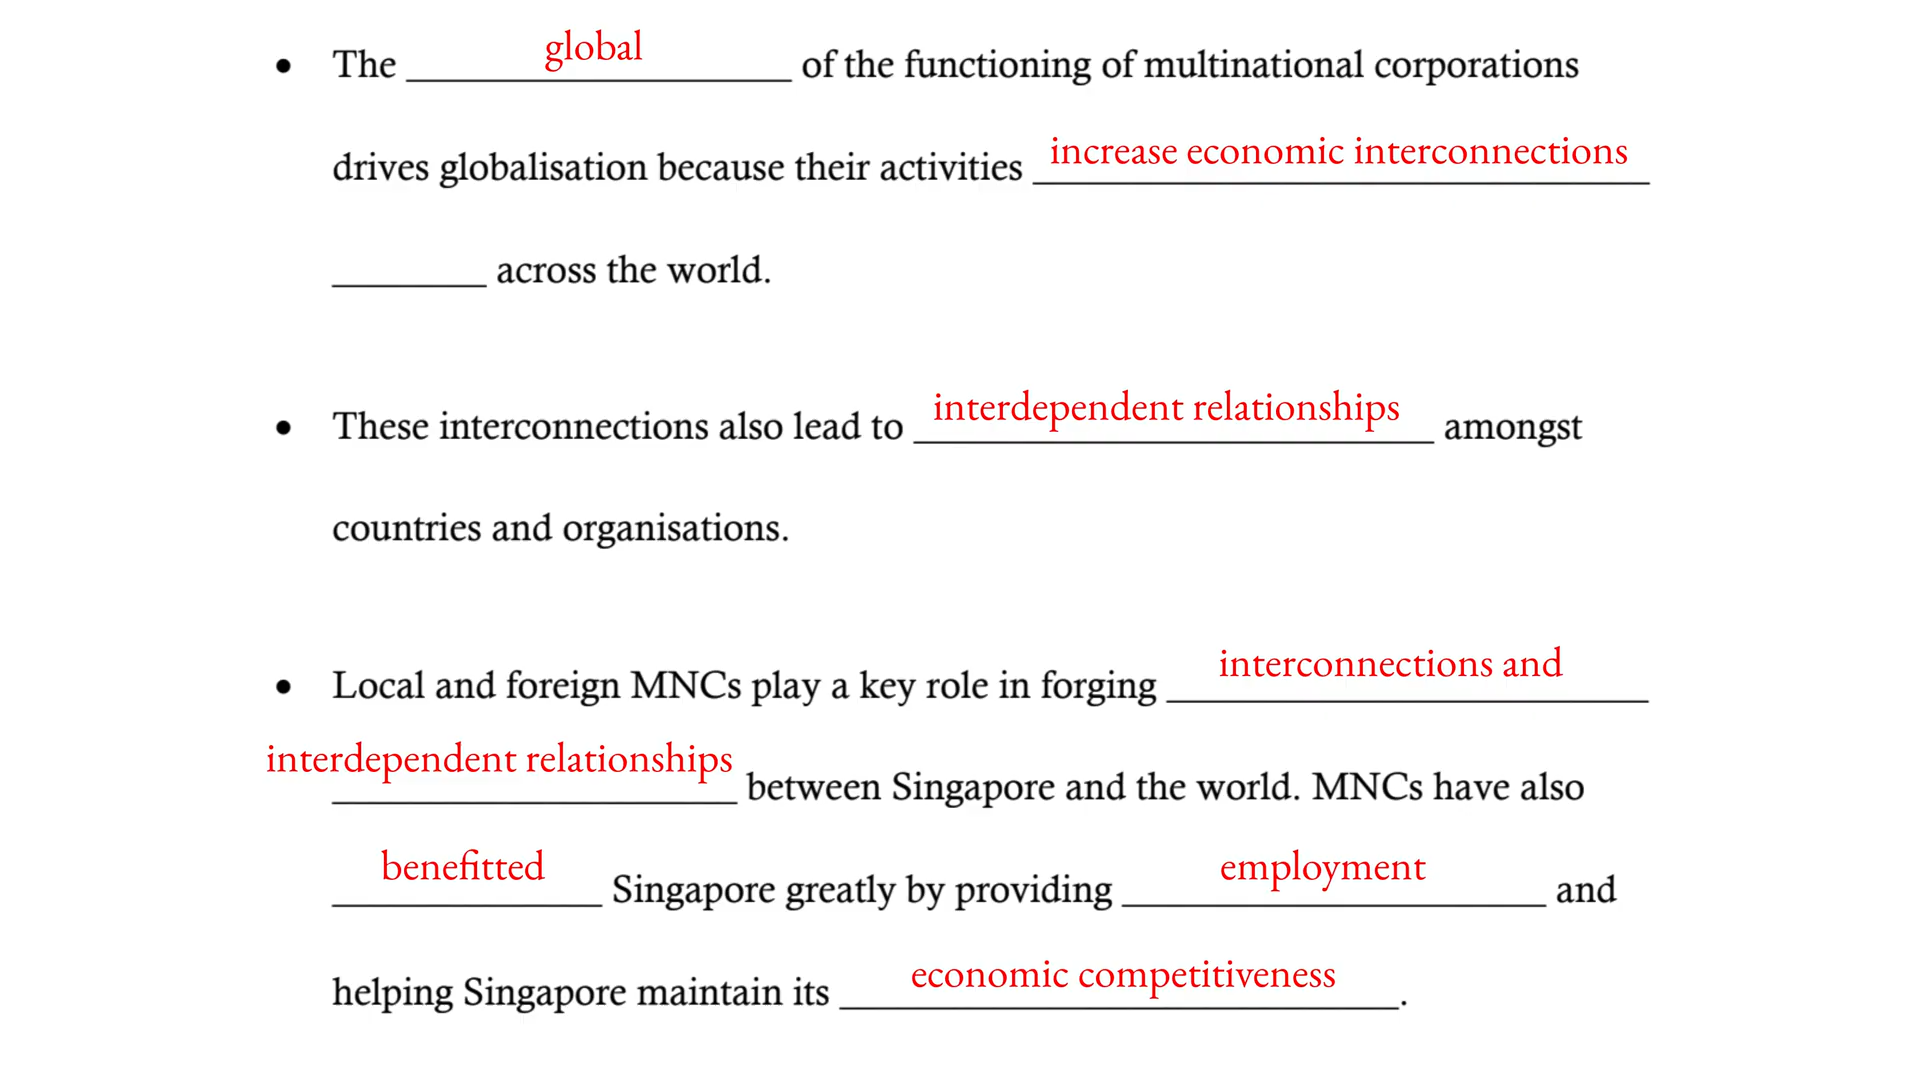 • The global of the functioning of multinational corporations
drives globalisation because their activities increase economic interconnections
________ across the world.
• These interconnections also lead to interdependent relationships amongst
countries and organisations.
• Local and foreign MNCs play a key role in forging interconnections and
interdependent relationships between Singapore and the world. MNCs have also
benefitted Singapore greatly by providing employment and
helping Singapore maintain its economic competitiveness.